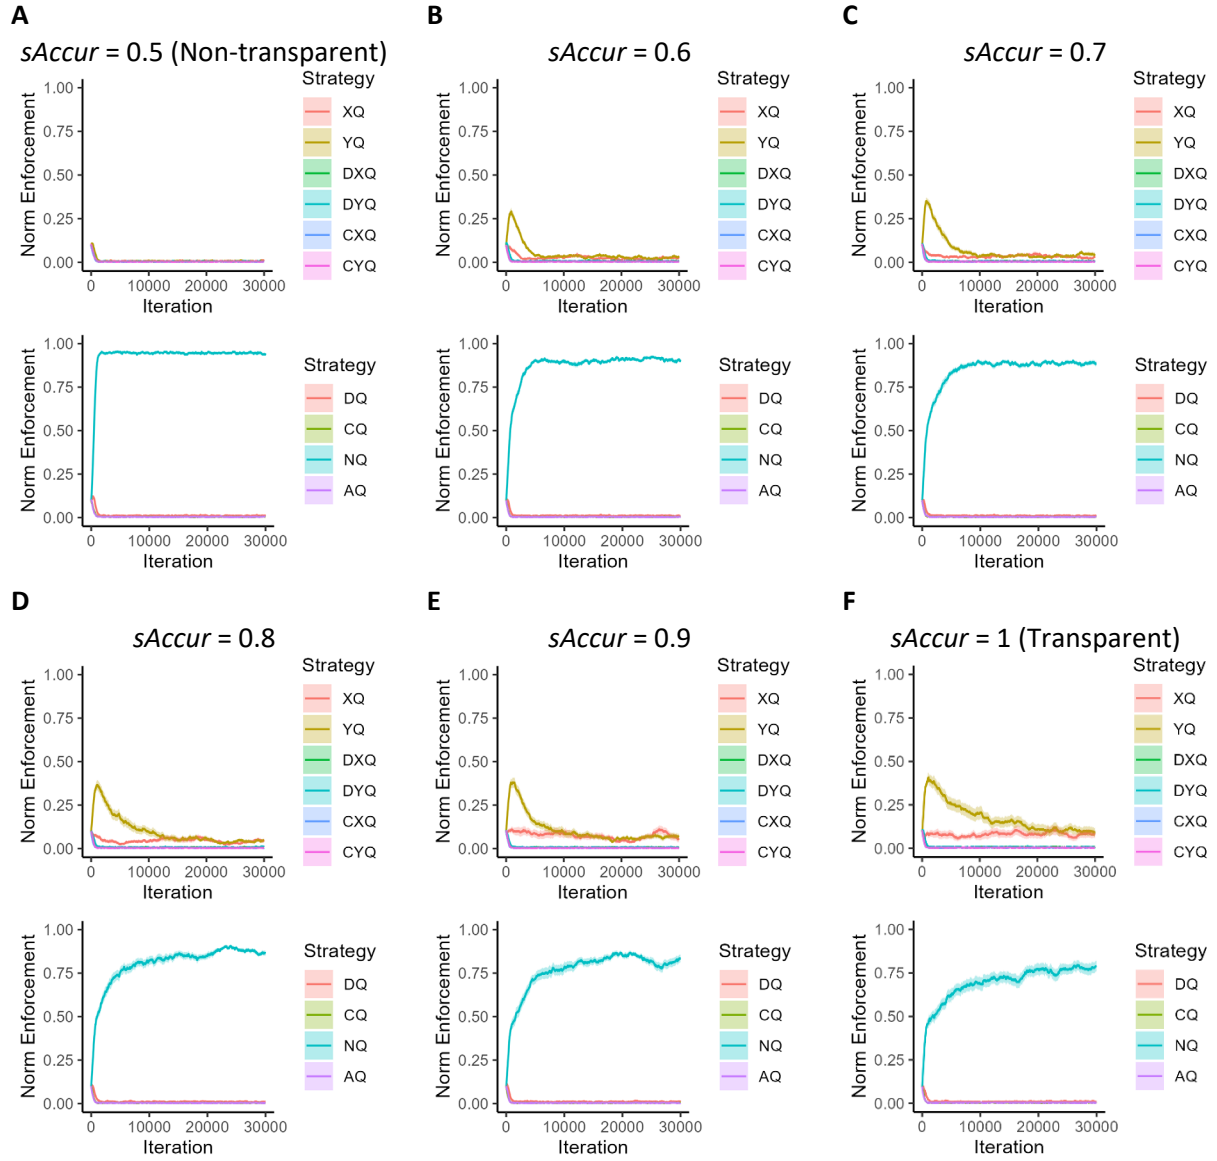 A
sAccur = 0.5 (Non-transparent)
Norm Enforcement
1.00
0.75
0.50
0.25
0.00
0 10000 20000 30000
Iteration
Strategy
XQ
YQ
DXQ
DYQ
CXQ
CYQ
Norm Enforcement
1.00
0.75
0.50
0.25
0.00
0 10000 20000 30000
Iteration
Strategy
DQ
CQ
NQ
AQ
B
sAccur = 0.6
Norm Enforcement
1.00
0.75
0.50
0.25
0.00
0 10000 20000 30000
Iteration
Strategy
XQ
YQ
DXQ
DYQ
CXQ
CYQ
Norm Enforcement
1.00
0.75
0.50
0.25
0.00
0 10000 20000 30000
Iteration
Strategy
DQ
CQ
NQ
AQ
C
sAccur = 0.7
Norm Enforcement
1.00
0.75
0.50
0.25
0.00
0 10000 20000 30000
Iteration
Strategy
XQ
YQ
DXQ
DYQ
CXQ
CYQ
Norm Enforcement
1.00
0.75
0.50
0.25
0.00
0 10000 20000 30000
Iteration
Strategy
DQ
CQ
NQ
AQ
D
sAccur = 0.8
Norm Enforcement
1.00
0.75
0.50
0.25
0.00
0 10000 20000 30000
Iteration
Strategy
XQ
YQ
DXQ
DYQ
CXQ
CYQ
Norm Enforcement
1.00
0.75
0.50
0.25
0.00
0 10000 20000 30000
Iteration
Strategy
DQ
CQ
NQ
AQ
E
sAccur = 0.9
Norm Enforcement
1.00
0.75
0.50
0.25
0.00
0 10000 20000 30000
Iteration
Strategy
XQ
YQ
DXQ
DYQ
CXQ
CYQ
Norm Enforcement
1.00
0.75
0.50
0.25
0.00
0 10000 20000 30000
Iteration
Strategy
DQ
CQ
NQ
AQ
F
sAccur = 1 (Transparent)
Norm Enforcement
1.00
0.75
0.50
0.25
0.00
0 10000 20000 30000
Iteration
Strategy
XQ
YQ
DXQ
DYQ
CXQ
CYQ
Norm Enforcement
1.00
0.75
0.50
0.25
0.00
0 10000 20000 30000
Iteration
Strategy
DQ
CQ
NQ
AQ